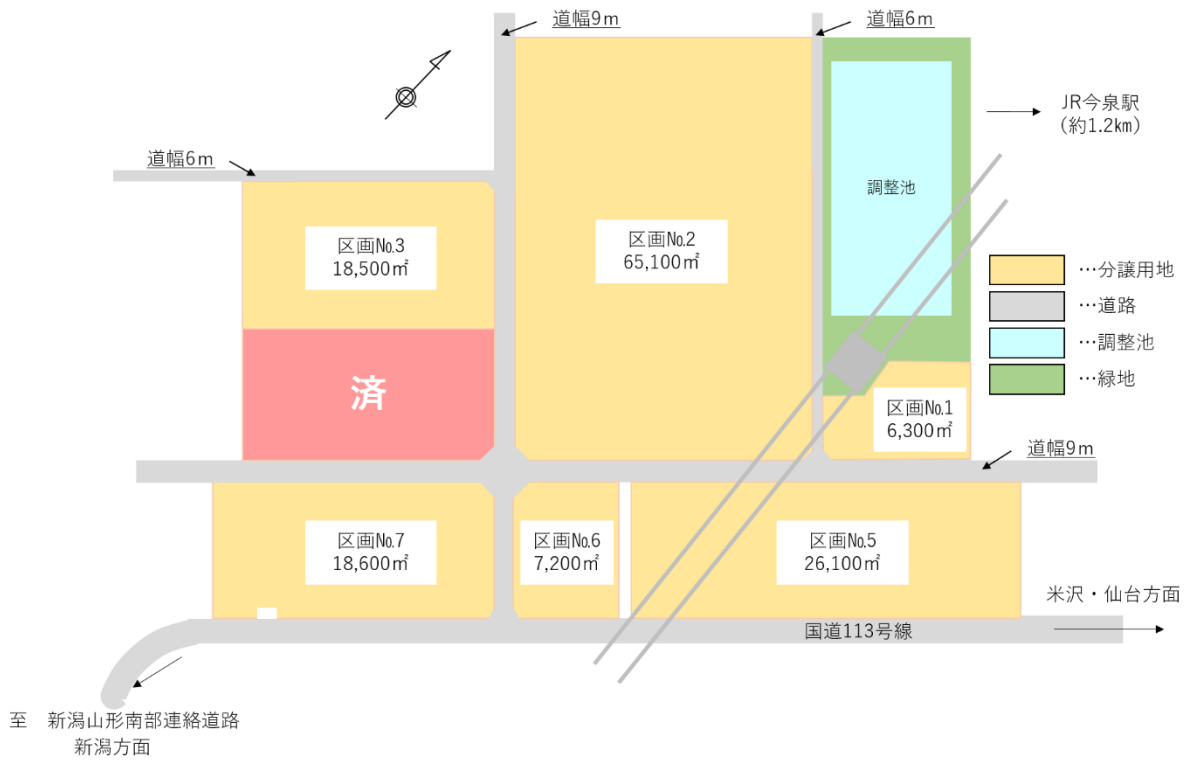 道幅9ｍ
道幅6ｍ
JR今泉駅
（約1.2㎞）
道幅6ｍ
調整池
区画№3
18,500㎡
区画№2
65,100㎡
…分譲用地
…道路
…調整池
…緑地
済
区画№1
6,300㎡
道幅9ｍ
区画№7
18,600㎡
区画№6
7,200㎡
区画№5
26,100㎡
米沢・仙台方面
国道113号線
至　新潟山形南部連絡道路
新潟方面